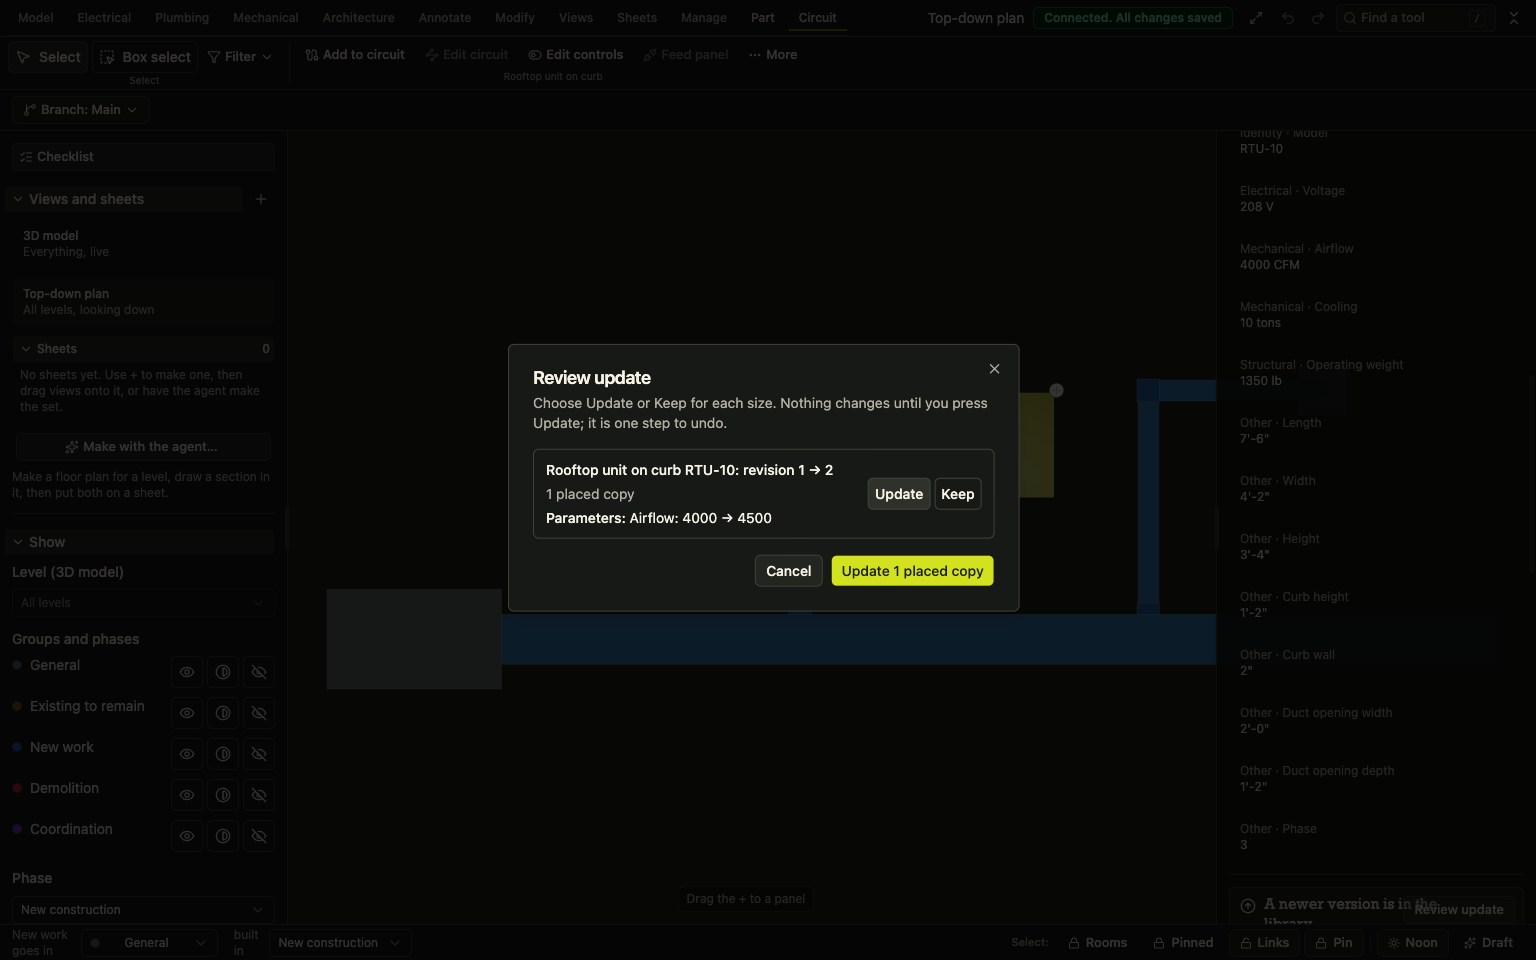 Model Electrical Plumbing Mechanical Architecture Annotate Modify Views Sheets Manage Part Circuit Top-down plan Connected. All changes saved Find a tool /
Select Box select Filter Add to circuit Edit circuit Edit controls Feed panel ··· More
Select Rooftop unit on curb
Branch: Main
Checklist
Views and sheets
3D model
Everything, live
Top-down plan
All levels, looking down
Sheets 0
No sheets yet. Use + to make one, then
drag views onto it, or have the agent make
the set.
Make with the agent...
Make a floor plan for a level, draw a section in
it, then put both on a sheet.
Show
Level (3D model)
All levels
Groups and phases
General
Existing to remain
New work
Demolition
Coordination
Phase
New construction
Review update
Choose Update or Keep for each size. Nothing changes until you press
Update; it is one step to undo.
Rooftop unit on curb RTU-10: revision 1 → 2
1 placed copy
Parameters: Airflow: 4000 → 4500
Update Keep
Cancel Update 1 placed copy
Drag the + to a panel
Identity · Model
RTU-10
Electrical · Voltage
208 V
Mechanical · Airflow
4000 CFM
Mechanical · Cooling
10 tons
Structural · Operating weight
1350 lb
Other · Length
7'-6"
Other · Width
4'-2"
Other · Height
3'-4"
Other · Curb height
1'-2"
Other · Curb wall
2"
Other · Duct opening width
2'-0"
Other · Duct opening depth
1'-2"
Other · Phase
3
A newer version is in the
library
Review update
New work
goes in
General
built
in
New construction
Select: Rooms Pinned Links Pin Noon Draft